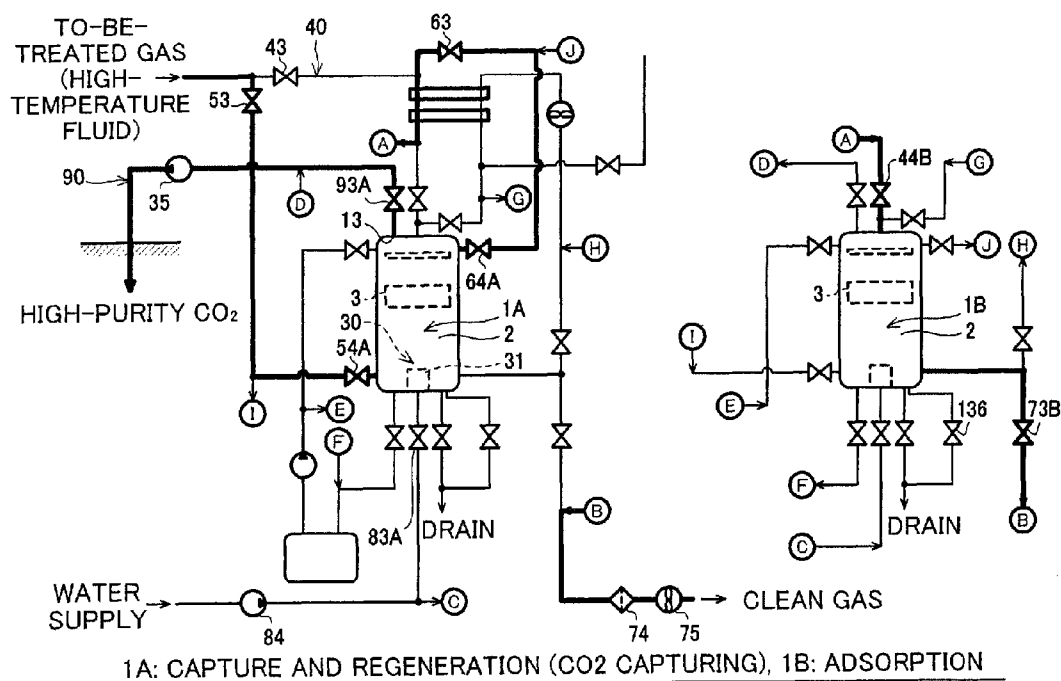 TO-BE-
TREATED GAS
(HIGH-
TEMPERATURE
FLUID)
43
40
63
J
53
A
90
35
D
93A
13
G
H
64A
3
30
1A
2
31
54A
I
E
F
83A
DRAIN
HIGH-PURITY CO₂
B
WATER
SUPPLY
84
C
74
75
CLEAN GAS
A
D
44B
G
J
H
3
1B
2
I
E
136
73B
F
DRAIN
B
C
1A: CAPTURE AND REGENERATION (CO2 CAPTURING), 1B: ADSORPTION